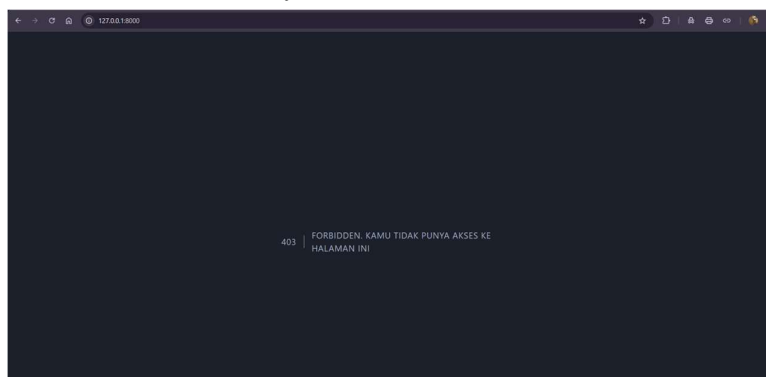 127.0.0.1:8000
403
FORBIDDEN. KAMU TIDAK PUNYA AKSES KE
HALAMAN INI